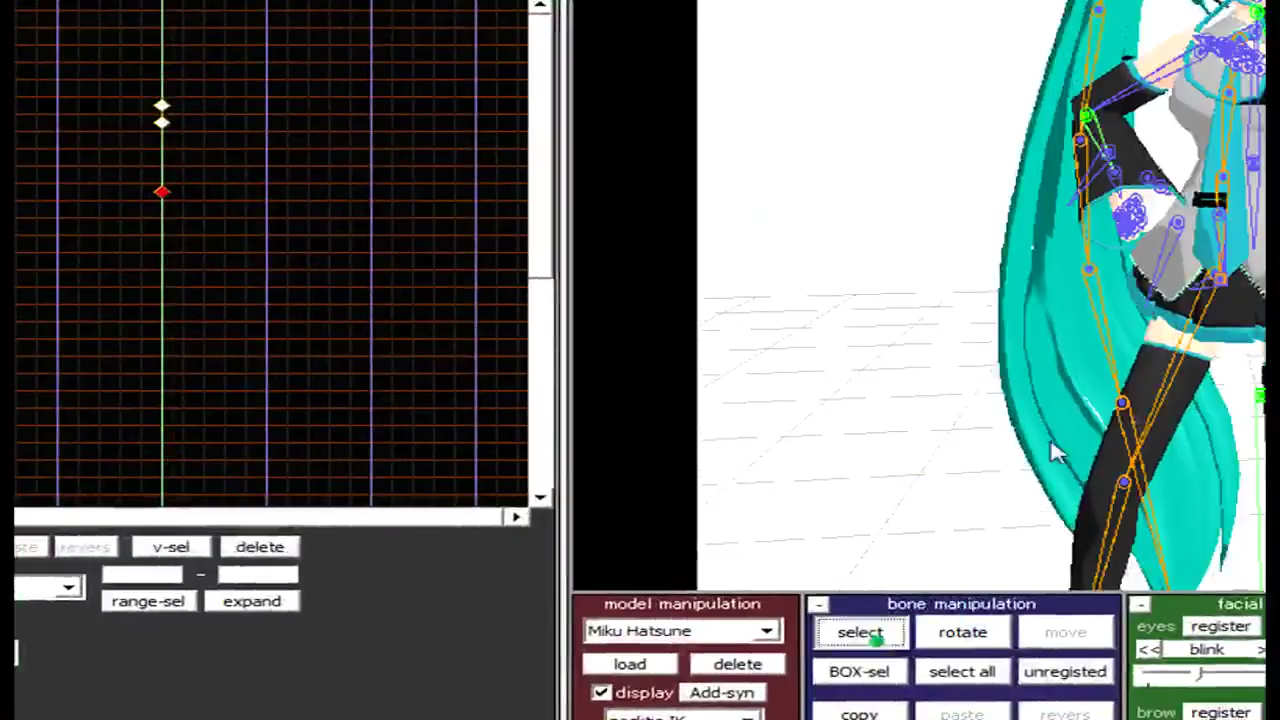 revers v-sel delete
-
range-sel expand
model manipulation
Miku Hatsune
load delete
display Add-syn
bone manipulation
select rotate move
BOX-sel select all unregisted
copy paste revers
facial
eyes register
<< blink >
brow register